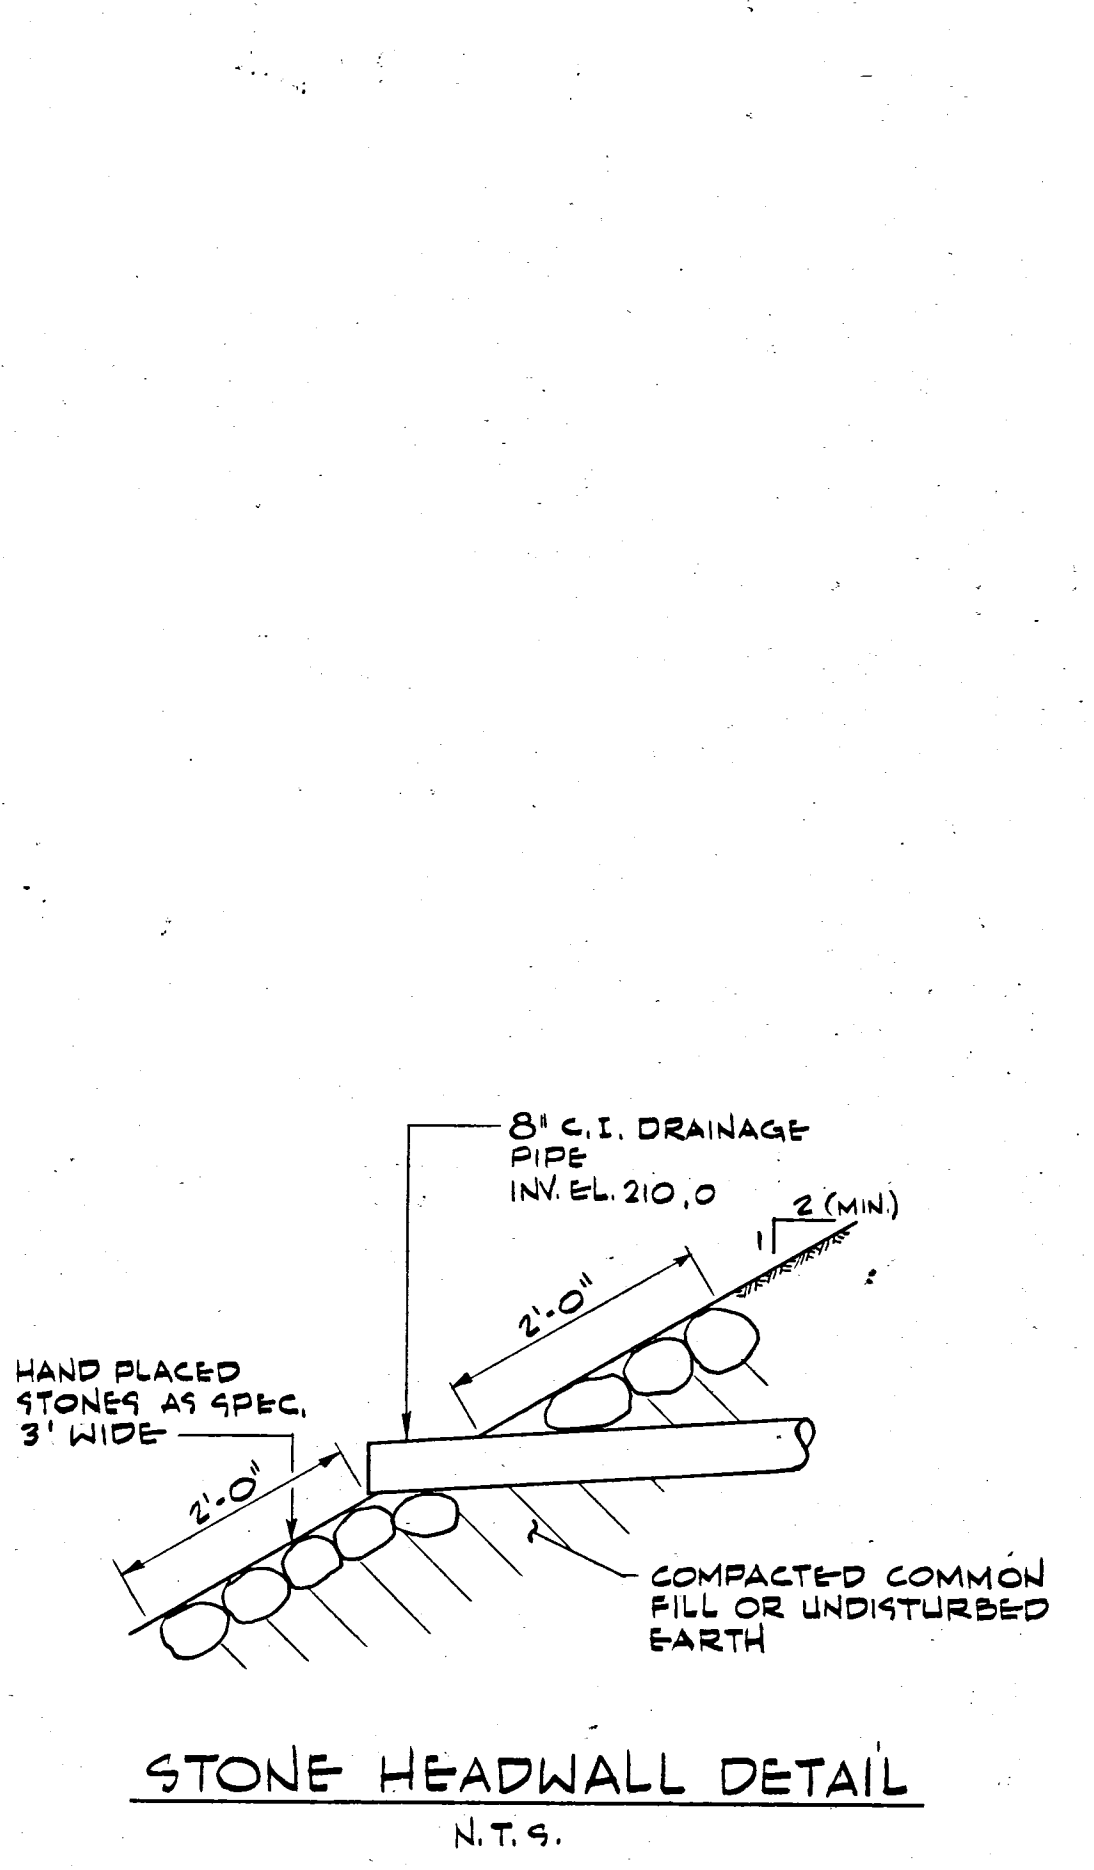 8" C.I. DRAINAGE
PIPE
INV. EL. 210.0
2 (MIN.)
1
2'-0"
HAND PLACED
STONES AS SPEC.
3' WIDE
2'-0"
COMPACTED COMMON
FILL OR UNDISTURBED
EARTH
STONE HEADWALL DETAIL
N.T.S.